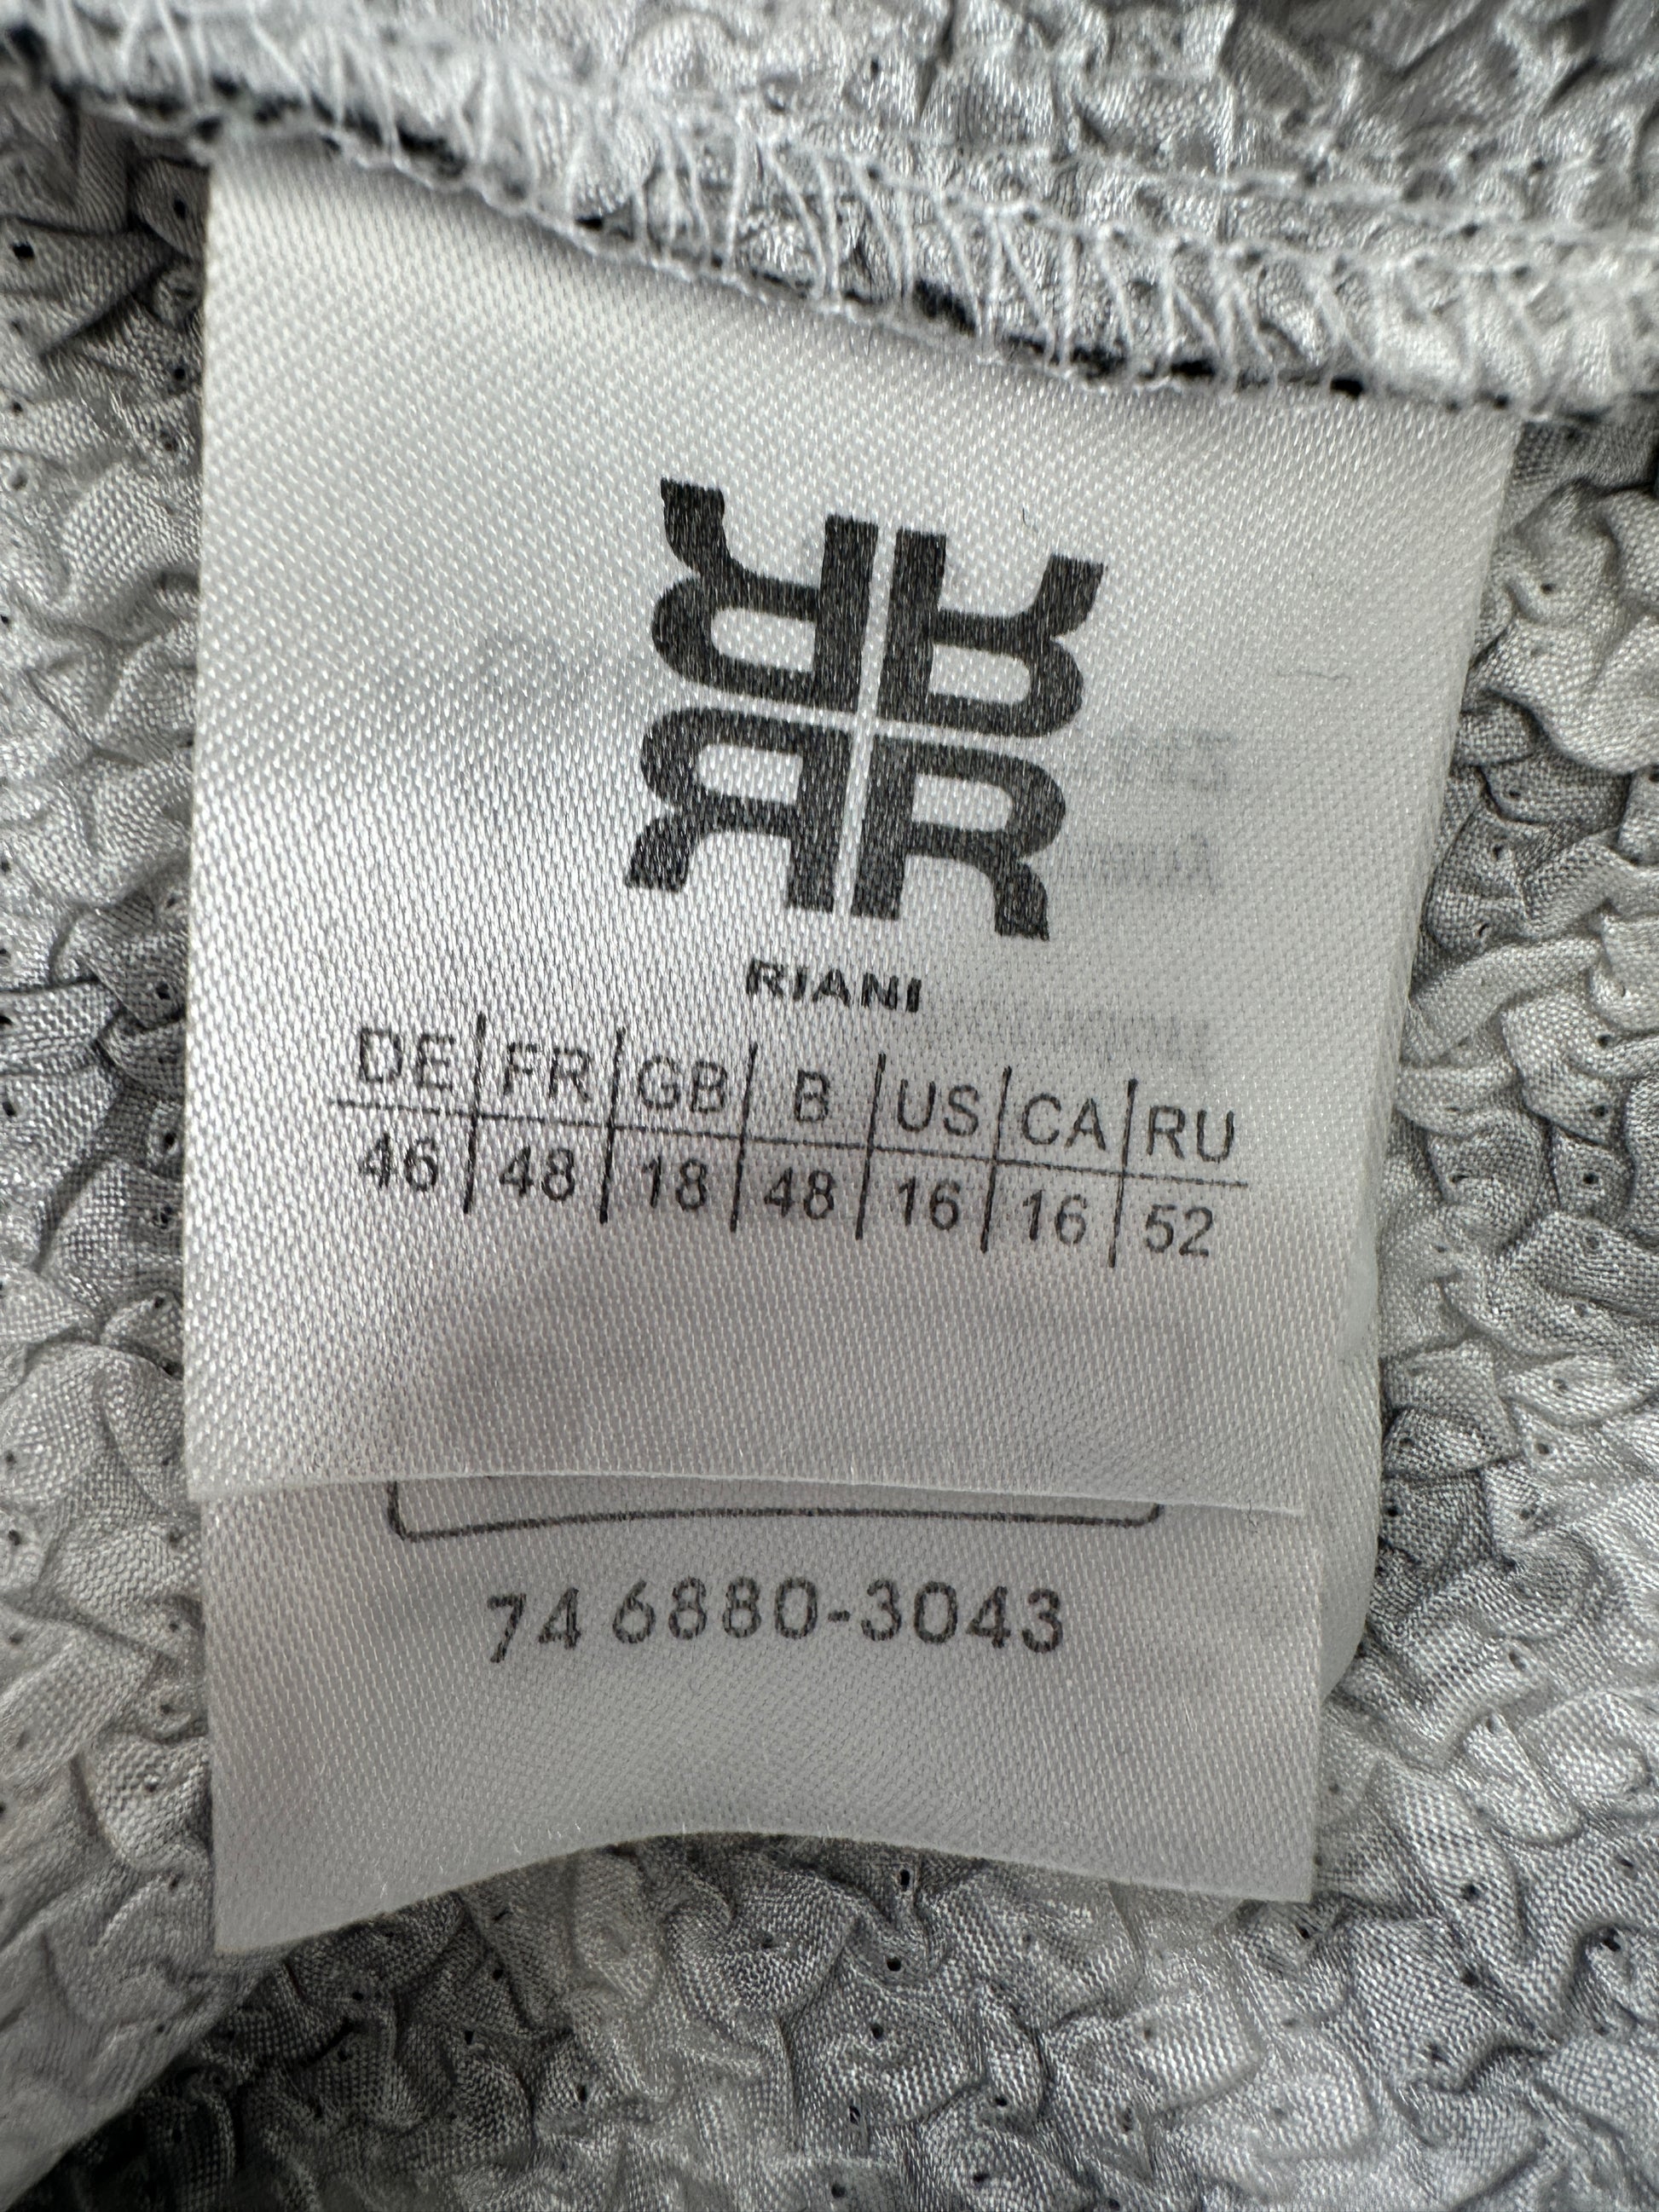 RIANI
DE FR GB B US CA RU
46 48 18 48 16 16 52
74 6880-3043